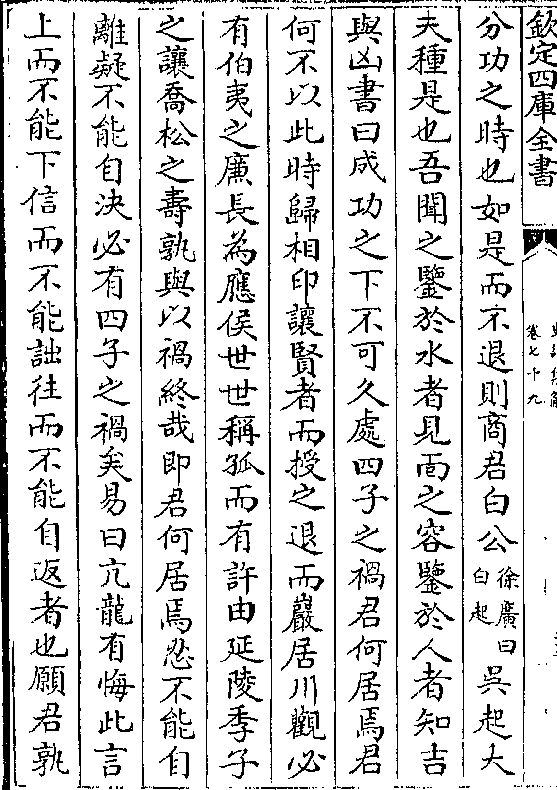 欽定四庫全書
卷七十九
分功之時也如是而不退則商君白公徐廣曰白起吳起大
夫種是也吾聞之鑒於水者見面之容鑒於人者知吉
與凶書曰成功之下不可久處四子之禍君何居焉君
何不以此時歸相印讓賢者而授之退而巖居川觀必
有伯夷之廉長為應侯世世稱孤而有許由延陵季子
之讓喬松之壽孰與以禍終哉即君何居焉忍不能自
離疑不能自決必有四子之禍矣易曰亢龍有悔此言
上而不能下信而不能詘往而不能自返者也願君孰